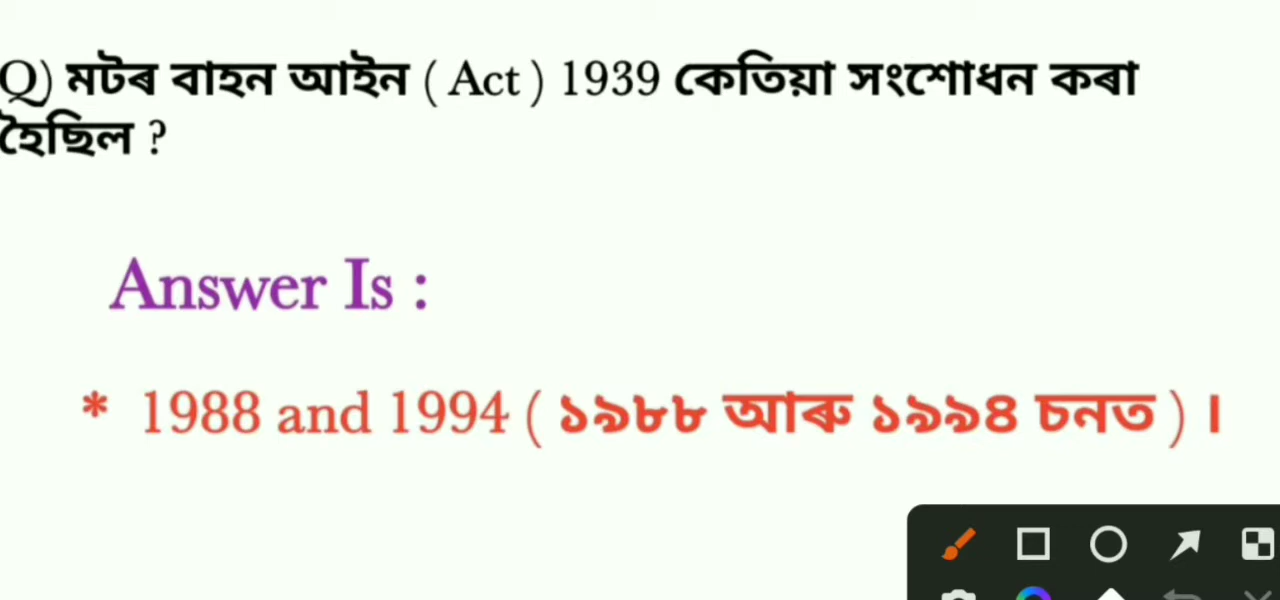 Q) মটৰ বাহন আইন ( Act ) 1939 কেতিয়া সংশোধন কৰা
হৈছিল ?
Answer Is :
* 1988 and 1994 ( ১৯৮৮ আৰু ১৯৯৪ চনত ) ।